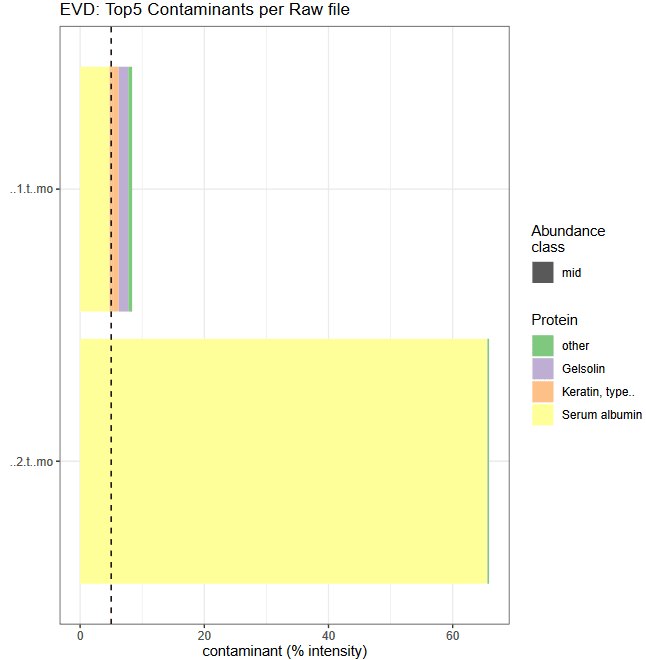 EVD: Top5 Contaminants per Raw file
..1.t..mo
..2.t..mo
0 20 40 60
contaminant (% intensity)
Abundance
class
mid
Protein
other
Gelsolin
Keratin, type..
Serum albumin